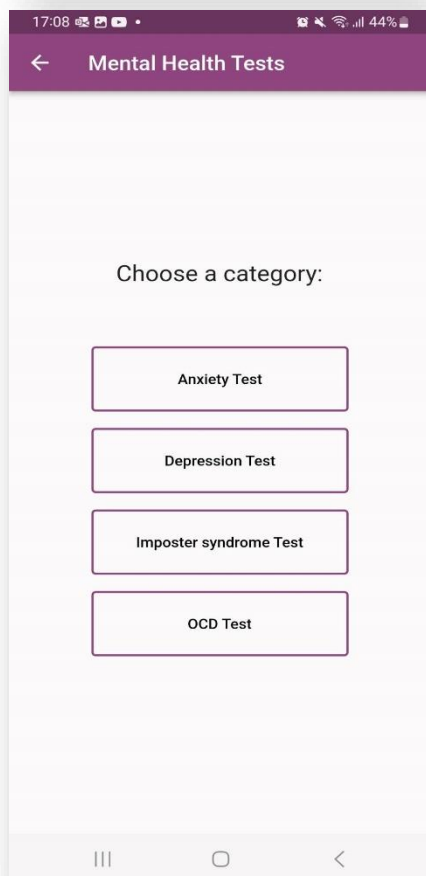 17:08
44%
Mental Health Tests
Choose a category:
Anxiety Test
Depression Test
Imposter syndrome Test
OCD Test